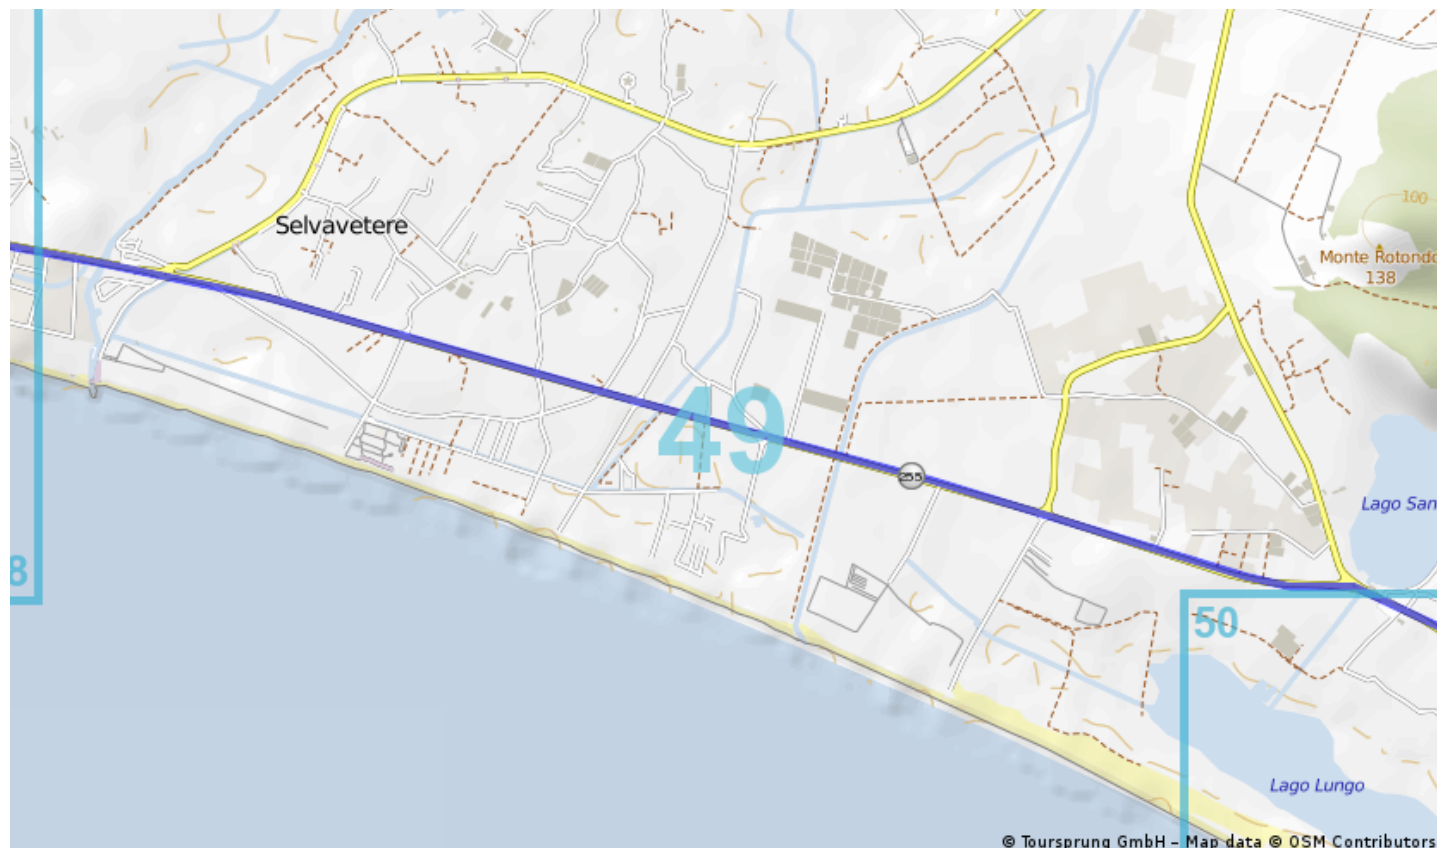 100
Selvavetere
Monte Rotondo
138
49
255
Lago San
8
50
Lago Lungo
© Toursprung GmbH – Map data © OSM Contributors